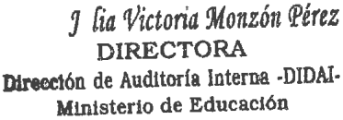 J lia Victoria Monzón Pérez
DIRECTORA
Dirección de Auditoría Interna -DIDAI-
Ministerio de Educación